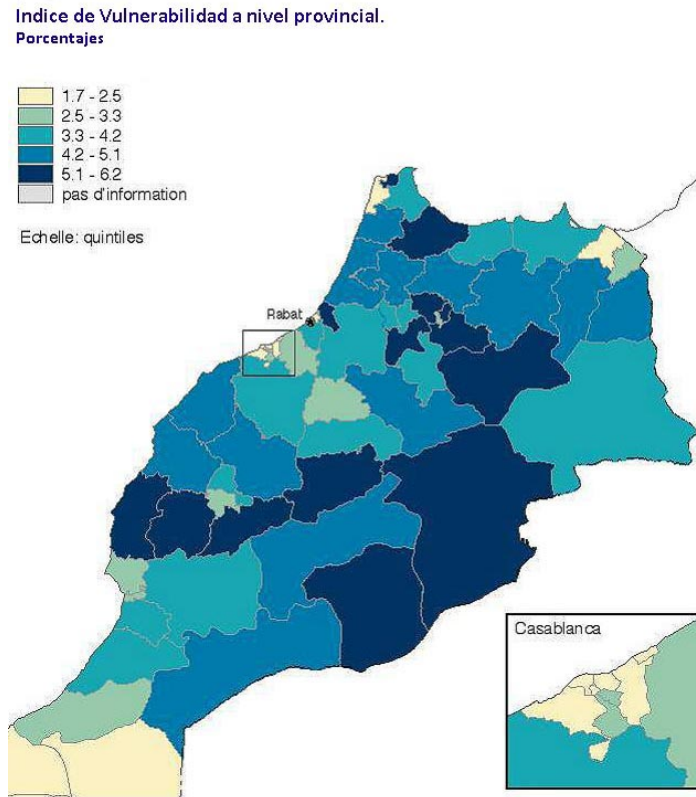 Indice de Vulnerabilidad a nivel provincial.
Porcentajes
1.7 - 2.5
2.5 - 3.3
3.3 - 4.2
4.2 - 5.1
5.1 - 6.2
pas d'information
Echelle: quintiles
Rabat
Casablanca